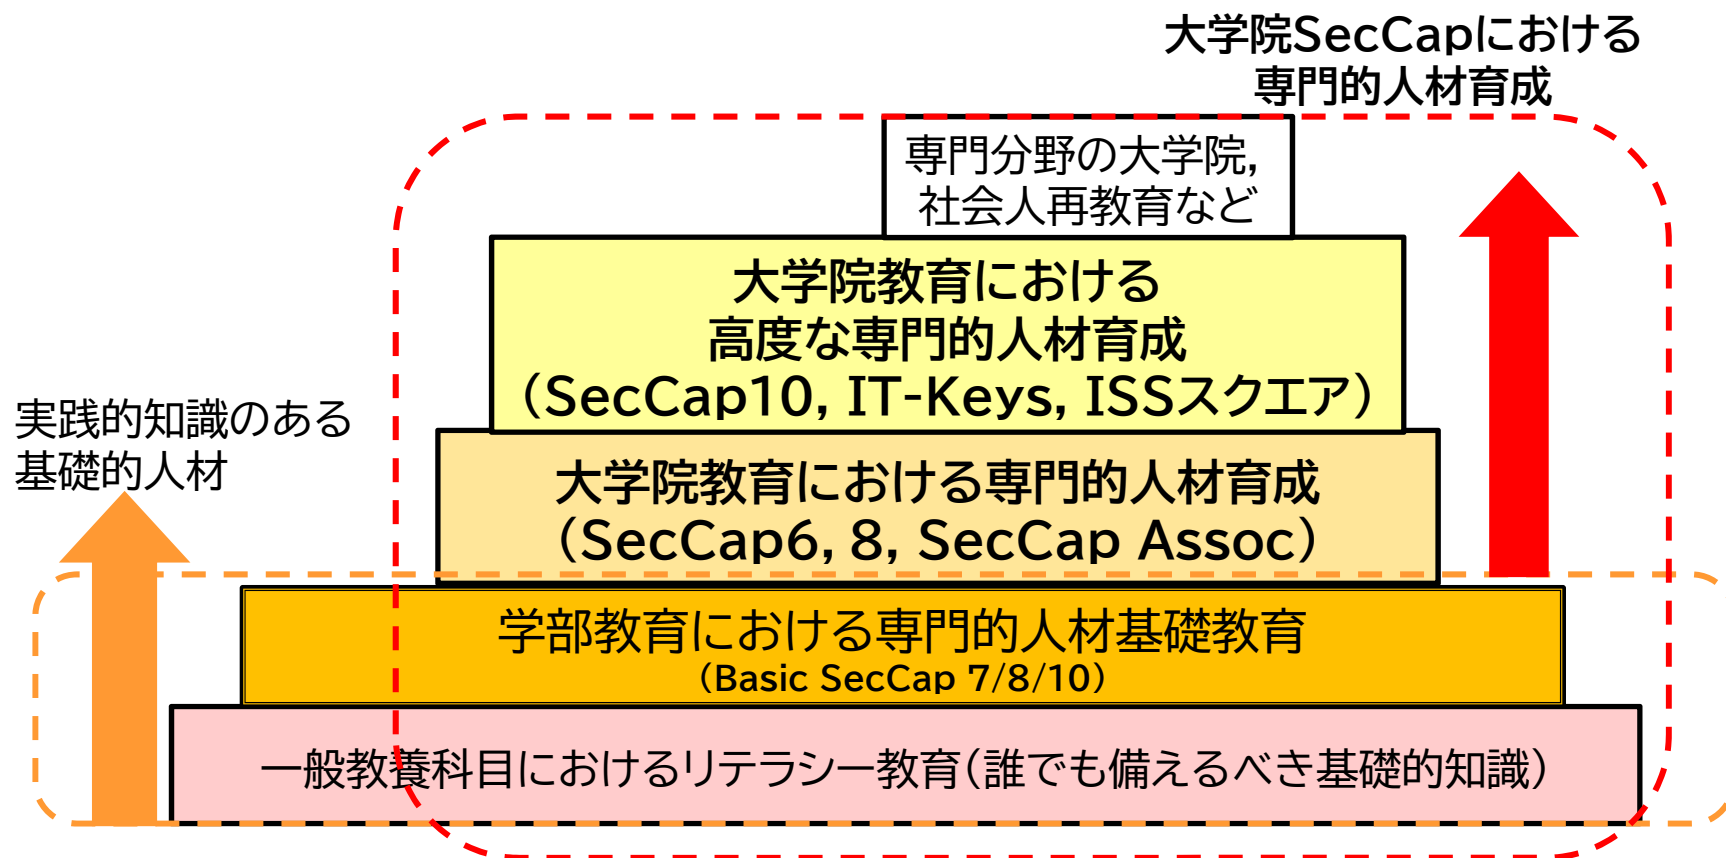 大学院SecCapにおける
専門的人材育成
専門分野の大学院,
社会人再教育など
大学院教育における
高度な専門的人材育成
（SecCap10, IT-Keys, ISSスクエア）
実践的知識のある
基礎的人材
大学院教育における専門的人材育成
（SecCap6, 8, SecCap Assoc）
学部教育における専門的人材基礎教育
（Basic SecCap 7/8/10）
一般教養科目におけるリテラシー教育（誰でも備えるべき基礎的知識）